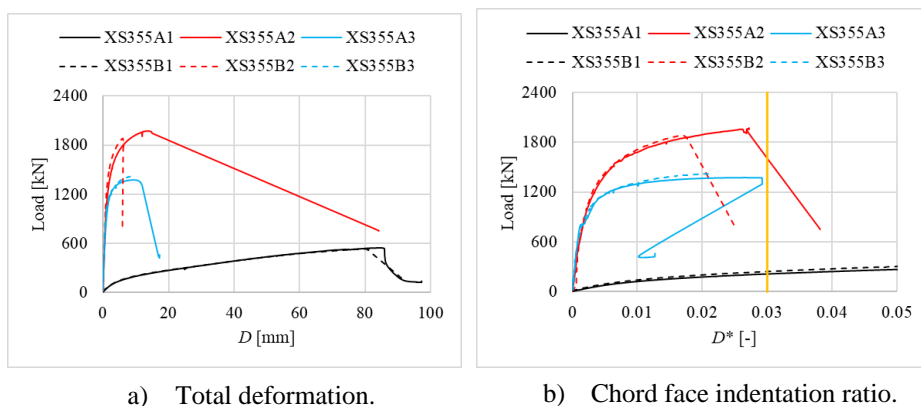 XS355A1 XS355A2 XS355A3
XS355B1 XS355B2 XS355B3
2400
1800
1200
600
0
Load [kN]
0 20 40 60 80 100
D [mm]
a) Total deformation.
XS355A1 XS355A2 XS355A3
XS355B1 XS355B2 XS355B3
2400
1800
1200
600
0
Load [kN]
0 0.01 0.02 0.03 0.04 0.05
D* [-]
b) Chord face indentation ratio.